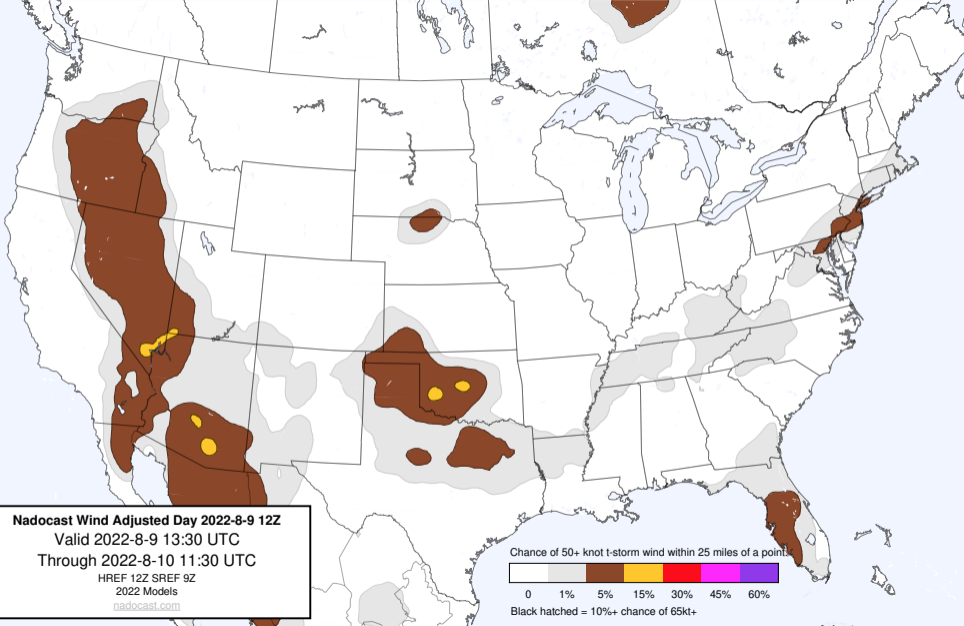 Nadocast Wind Adjusted Day 2022-8-9 12Z
Valid 2022-8-9 13:30 UTC
Through 2022-8-10 11:30 UTC
HREF 12Z SREF 9Z
2022 Models
nadocast.com
Chance of 50+ knot t-storm wind within 25 miles of a point.
0 1% 5% 15% 30% 45% 60%
Black hatched = 10%+ chance of 65kt+